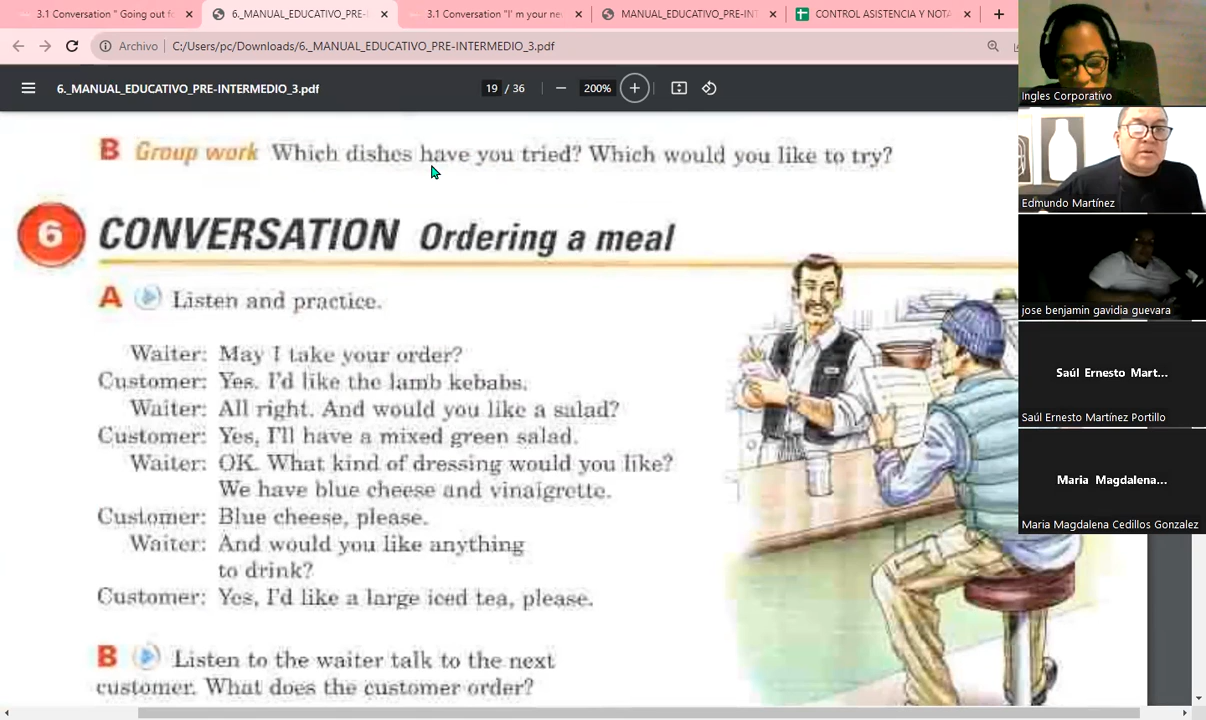 3.1 Conversation " Going out fo
6._MANUAL_EDUCATIVO_PRE-
3.1 Conversation "I' m your ne
MANUAL_EDUCATIVO_PRE-INT
CONTROL ASISTENCIA Y NOTA
Archivo
C:/Users/pc/Downloads/6._MANUAL_EDUCATIVO_PRE-INTERMEDIO_3.pdf
6._MANUAL_EDUCATIVO_PRE-INTERMEDIO_3.pdf
19 / 36
200%
B Group work Which dishes have you tried? Which would you like to try?
6 CONVERSATION Ordering a meal
A Listen and practice.
Waiter: May I take your order?
Customer: Yes. I'd like the lamb kebabs.
Waiter: All right. And would you like a salad?
Customer: Yes, I'll have a mixed green salad.
Waiter: OK. What kind of dressing would you like?
We have blue cheese and vinaigrette.
Customer: Blue cheese, please.
Waiter: And would you like anything
to drink?
Customer: Yes, I'd like a large iced tea, please.
B Listen to the waiter talk to the next
customer. What does the customer order?
Ingles Corporativo
Edmundo Martínez
jose benjamin gavidia guevara
Saúl Ernesto Mart...
Saúl Ernesto Martínez Portillo
Maria Magdalena...
Maria Magdalena Cedillos Gonzalez